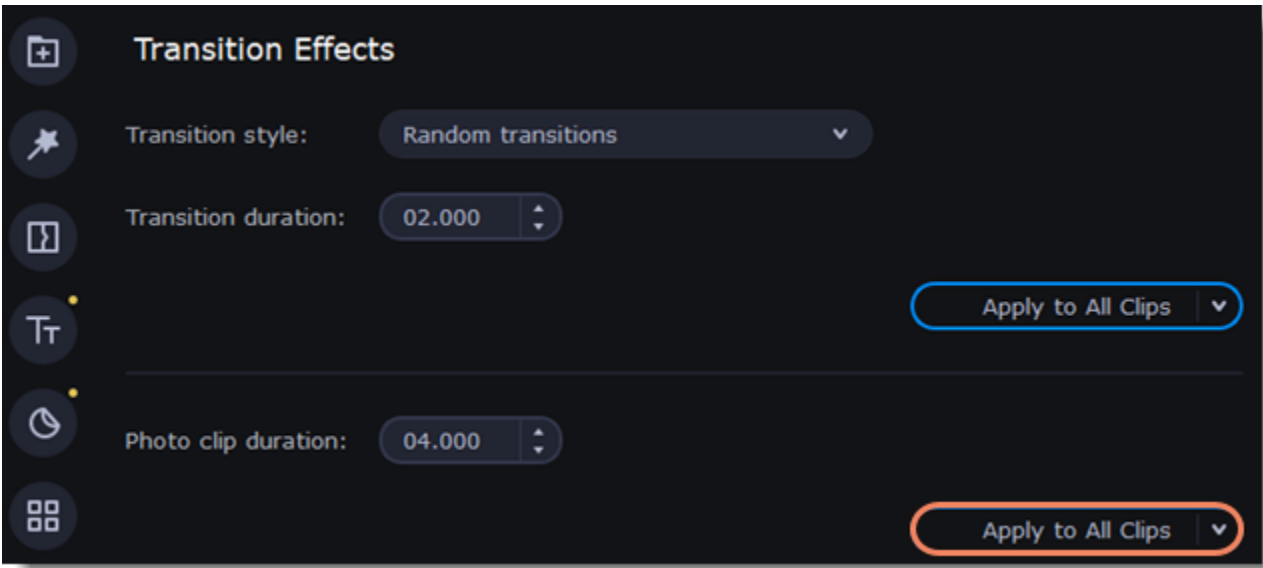 Transition Effects
Transition style: Random transitions
Transition duration: 02.000
Apply to All Clips
TT
Photo clip duration: 04.000
Apply to All Clips